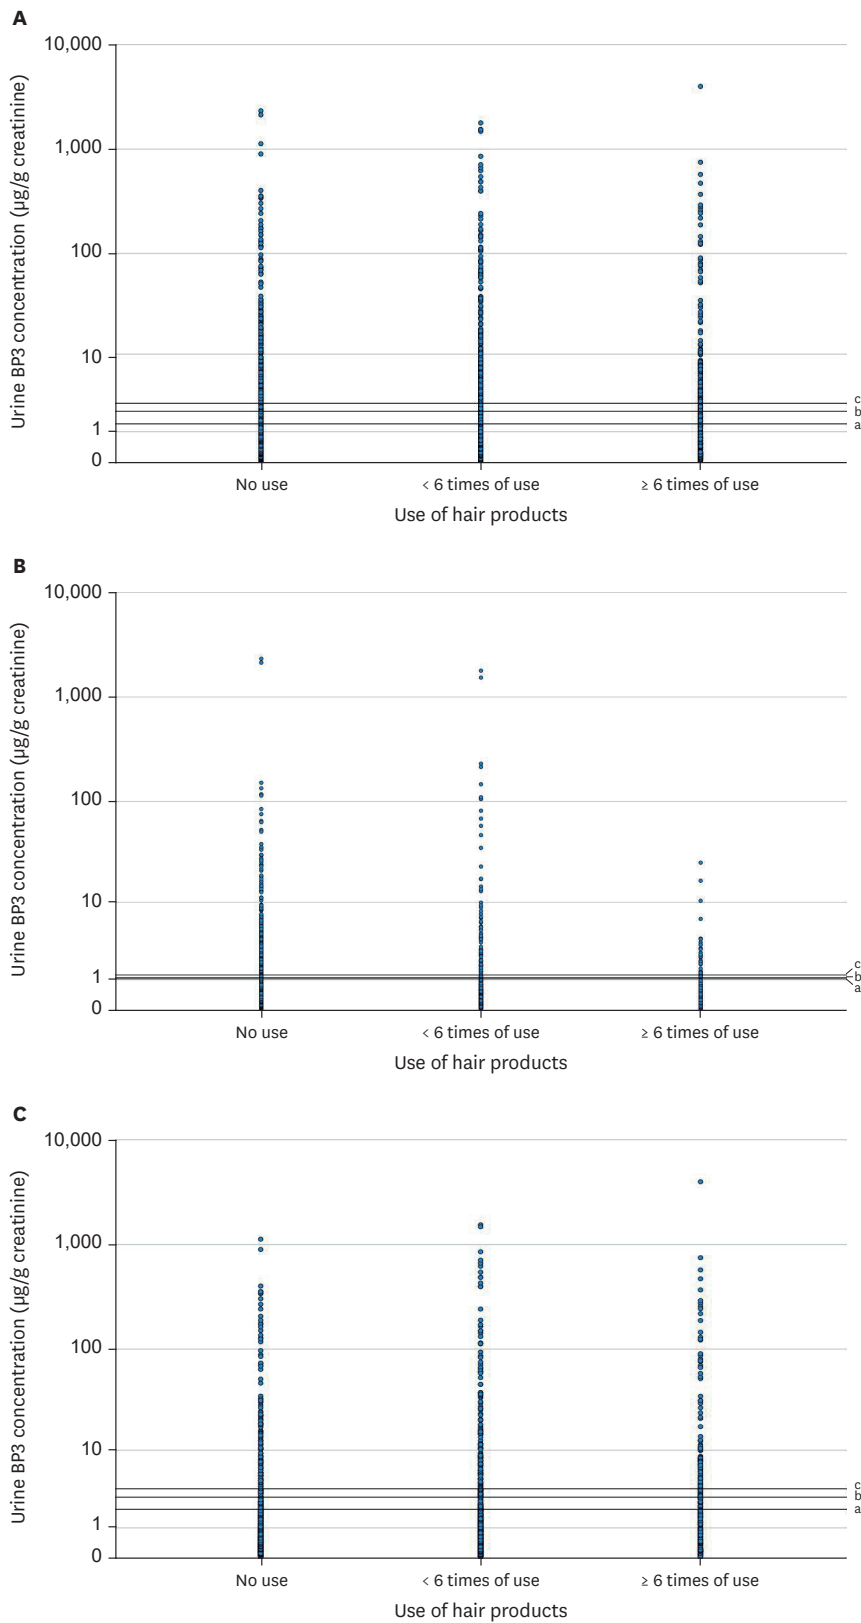 A
10,000
1,000
100
10
1
0
Urine BP3 concentration (µg/g creatinine)
c
b
a
No use
< 6 times of use
≥ 6 times of use
Use of hair products
B
10,000
1,000
100
10
1
0
Urine BP3 concentration (µg/g creatinine)
c
b
a
No use
< 6 times of use
≥ 6 times of use
Use of hair products
C
10,000
1,000
100
10
1
0
Urine BP3 concentration (µg/g creatinine)
c
b
a
No use
< 6 times of use
≥ 6 times of use
Use of hair products